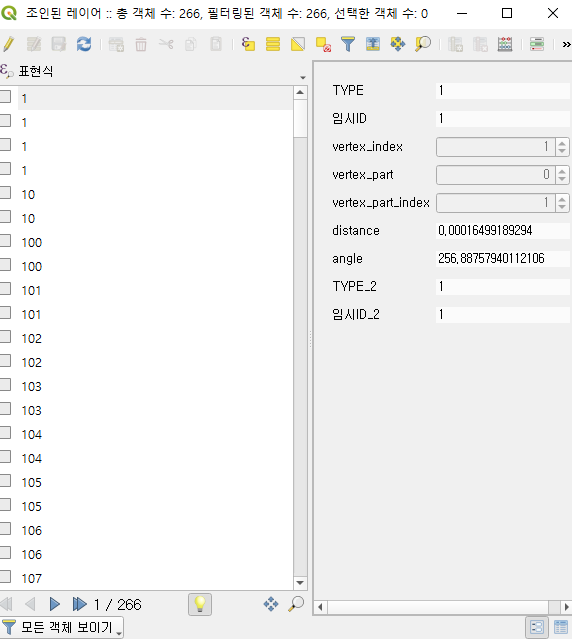 조인된 레이어 :: 총 객체 수: 266, 필터링된 객체 수: 266, 선택한 객체 수: 0
표현식
1
1
1
1
10
10
100
100
101
101
102
102
103
103
104
104
105
105
106
106
107
1 / 266
모든 객체 보이기
TYPE 1
임시ID 1
vertex_index 1
vertex_part 0
vertex_part_index 1
distance 0,00016499189294
angle 256,88757940112106
TYPE_2 1
임시ID_2 1